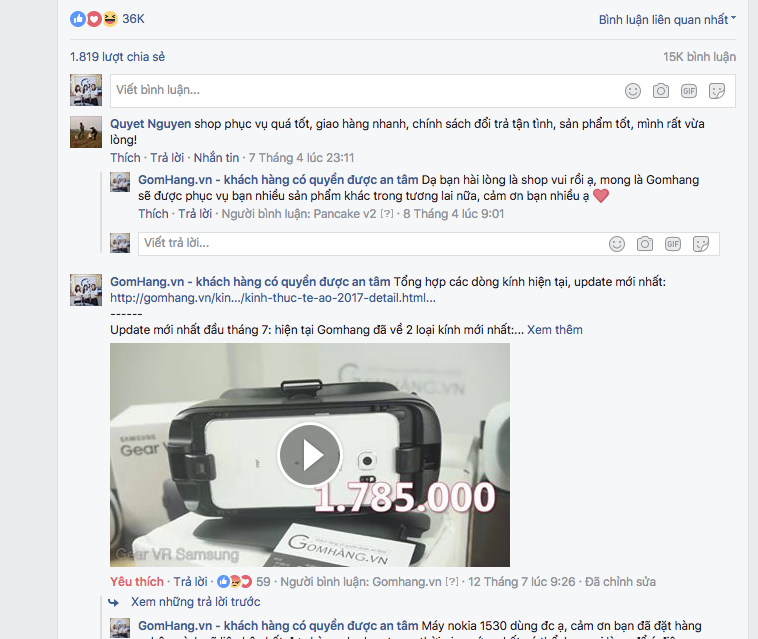 36K
Bình luận liên quan nhất
1.819 lượt chia sẻ
15K bình luận
Viết bình luận...
GIF
Quyet Nguyen shop phục vụ quá tốt, giao hàng nhanh, chính sách đổi trả tận tình, sản phẩm tốt, mình rất vừa
lòng!
Thích · Trả lời · Nhắn tin · 7 Tháng 4 lúc 23:11
GomHang.vn - khách hàng có quyền được an tâm Dạ bạn hài lòng là shop vui rồi ạ, mong là Gomhang
sẽ được phục vụ bạn nhiều sản phẩm khác trong tương lai nữa, cảm ơn bạn nhiều ạ
Thích · Trả lời · Người bình luận: Pancake v2 [?] · 8 Tháng 4 lúc 9:01
Viết trả lời...
GIF
GomHang.vn - khách hàng có quyền được an tâm Tổng hợp các dòng kính hiện tại, update mới nhất:
http://gomhang.vn/kin.../kinh-thuc-te-ao-2017-detail.html...
------
Update mới nhất đầu tháng 7: hiện tại Gomhang đã về 2 loại kính mới nhất:... Xem thêm
GOMHANG.VN
SAMSUNG
Gear V
1.785.000
GOMHANG.VN
Gear VR Samsung
Yêu thích · Trả lời · 59 · Người bình luận: Gomhang.vn [?] · 12 Tháng 7 lúc 9:26 · Đã chỉnh sửa
Xem những trả lời trước
GomHang.vn - khách hàng có quyền được an tâm Máy nokia 1530 dùng đc ạ, cảm ơn bạn đã đặt hàng